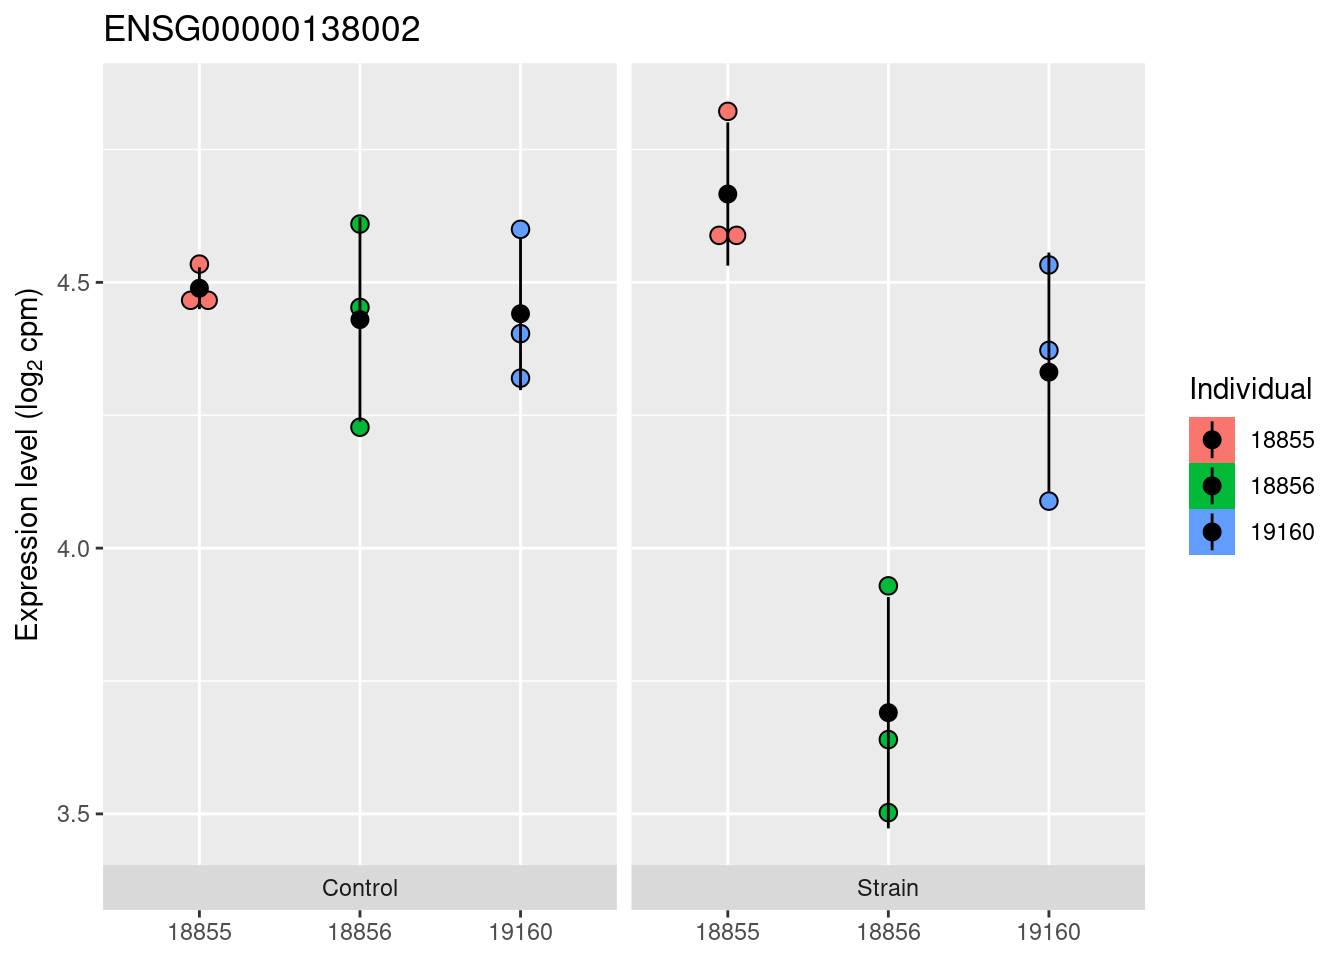 ENSG00000138002
Expression level (log₂ cpm)
4.5
4.0
3.5
Control
Strain
18855 18856 19160
18855 18856 19160
Individual
18855
18856
19160